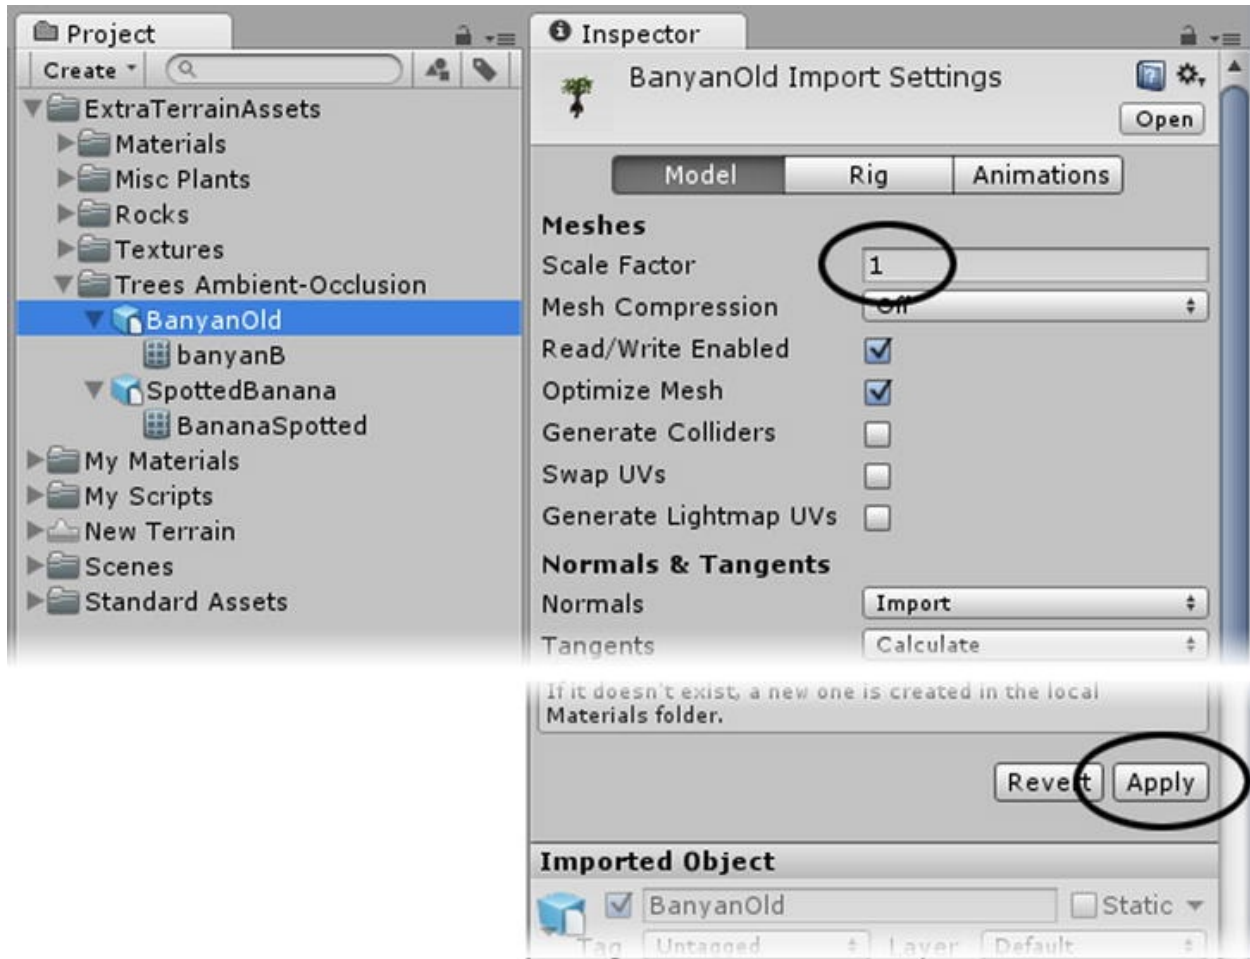 Project
Create
ExtraTerrainAssets
Materials
Misc Plants
Rocks
Textures
Trees Ambient-Occlusion
BanyanOld
banyanB
SpottedBanana
BananaSpotted
My Materials
My Scripts
New Terrain
Scenes
Standard Assets
Inspector
BanyanOld Import Settings
Open
Model Rig Animations
Meshes
Scale Factor 1
Mesh Compression Off
Read/Write Enabled
Optimize Mesh
Generate Colliders
Swap UVs
Generate Lightmap UVs
Normals & Tangents
Normals Import
Tangents Calculate
If it doesn't exist, a new one is created in the local
Materials folder.
Revert Apply
Imported Object
BanyanOld Static
Tag Untagged Layer Default